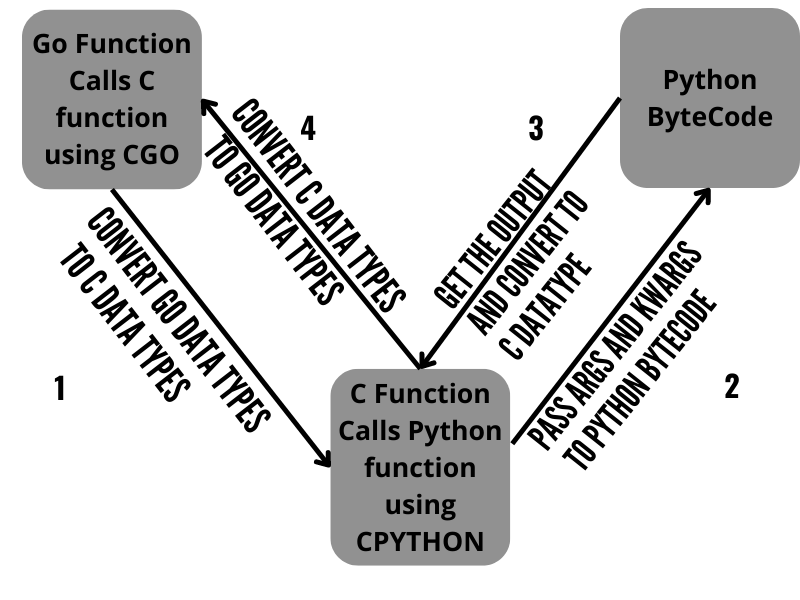 Go Function
Calls C
function
using CGO
Python
ByteCode
4
3
CONVERT C DATA TYPES
TO GO DATA TYPES
GET THE OUTPUT
AND CONVERT TO
C DATATYPE
CONVERT GO DATA TYPES
TO C DATA TYPES
PASS ARGS AND KWARGS
TO PYTHON BYTECODE
1
2
C Function
Calls Python
function
using
CPYTHON